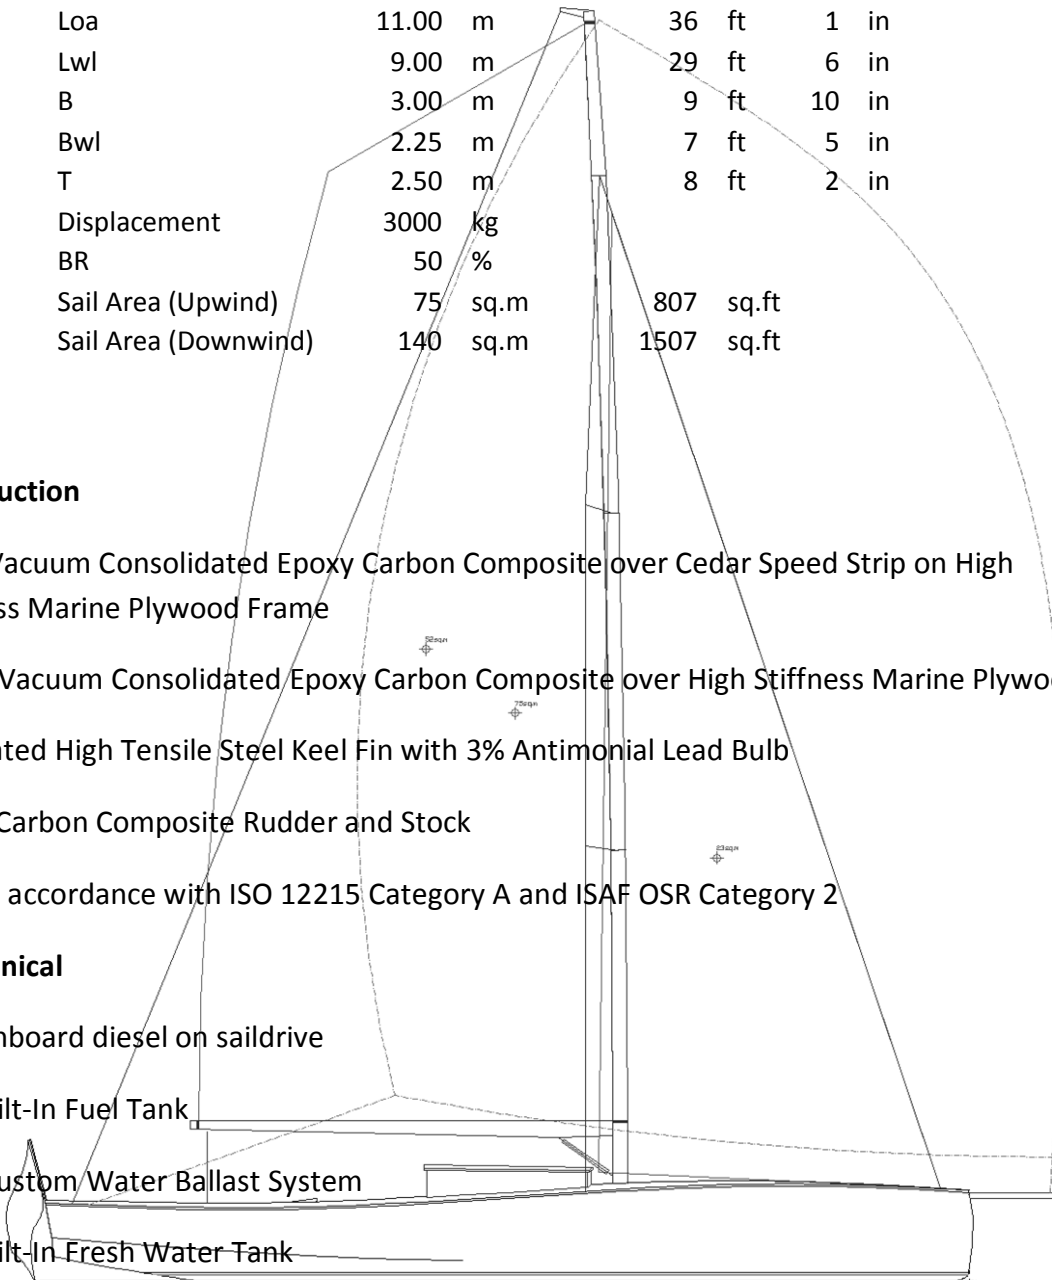 Loa 11.00 m 36 ft 1 in
Lwl 9.00 m 29 ft 6 in
B 3.00 m 9 ft 10 in
Bwl 2.25 m 7 ft 5 in
T 2.50 m 8 ft 2 in
Displacement 3000 kg
BR 50 %
Sail Area (Upwind) 75 sq.m 807 sq.ft
Sail Area (Downwind) 140 sq.m 1507 sq.ft
uction
Vacuum Consolidated Epoxy Carbon Composite over Cedar Speed Strip on High
ss Marine Plywood Frame
52sq.m
Vacuum Consolidated Epoxy Carbon Composite over High Stiffness Marine Plywo
75sq.m
ted High Tensile Steel Keel Fin with 3% Antimonial Lead Bulb
Carbon Composite Rudder and Stock
23sq.m
accordance with ISO 12215 Category A and ISAF OSR Category 2
nical
nboard diesel on saildrive
ilt-In Fuel Tank
ustom Water Ballast System
ilt-In Fresh Water Tank